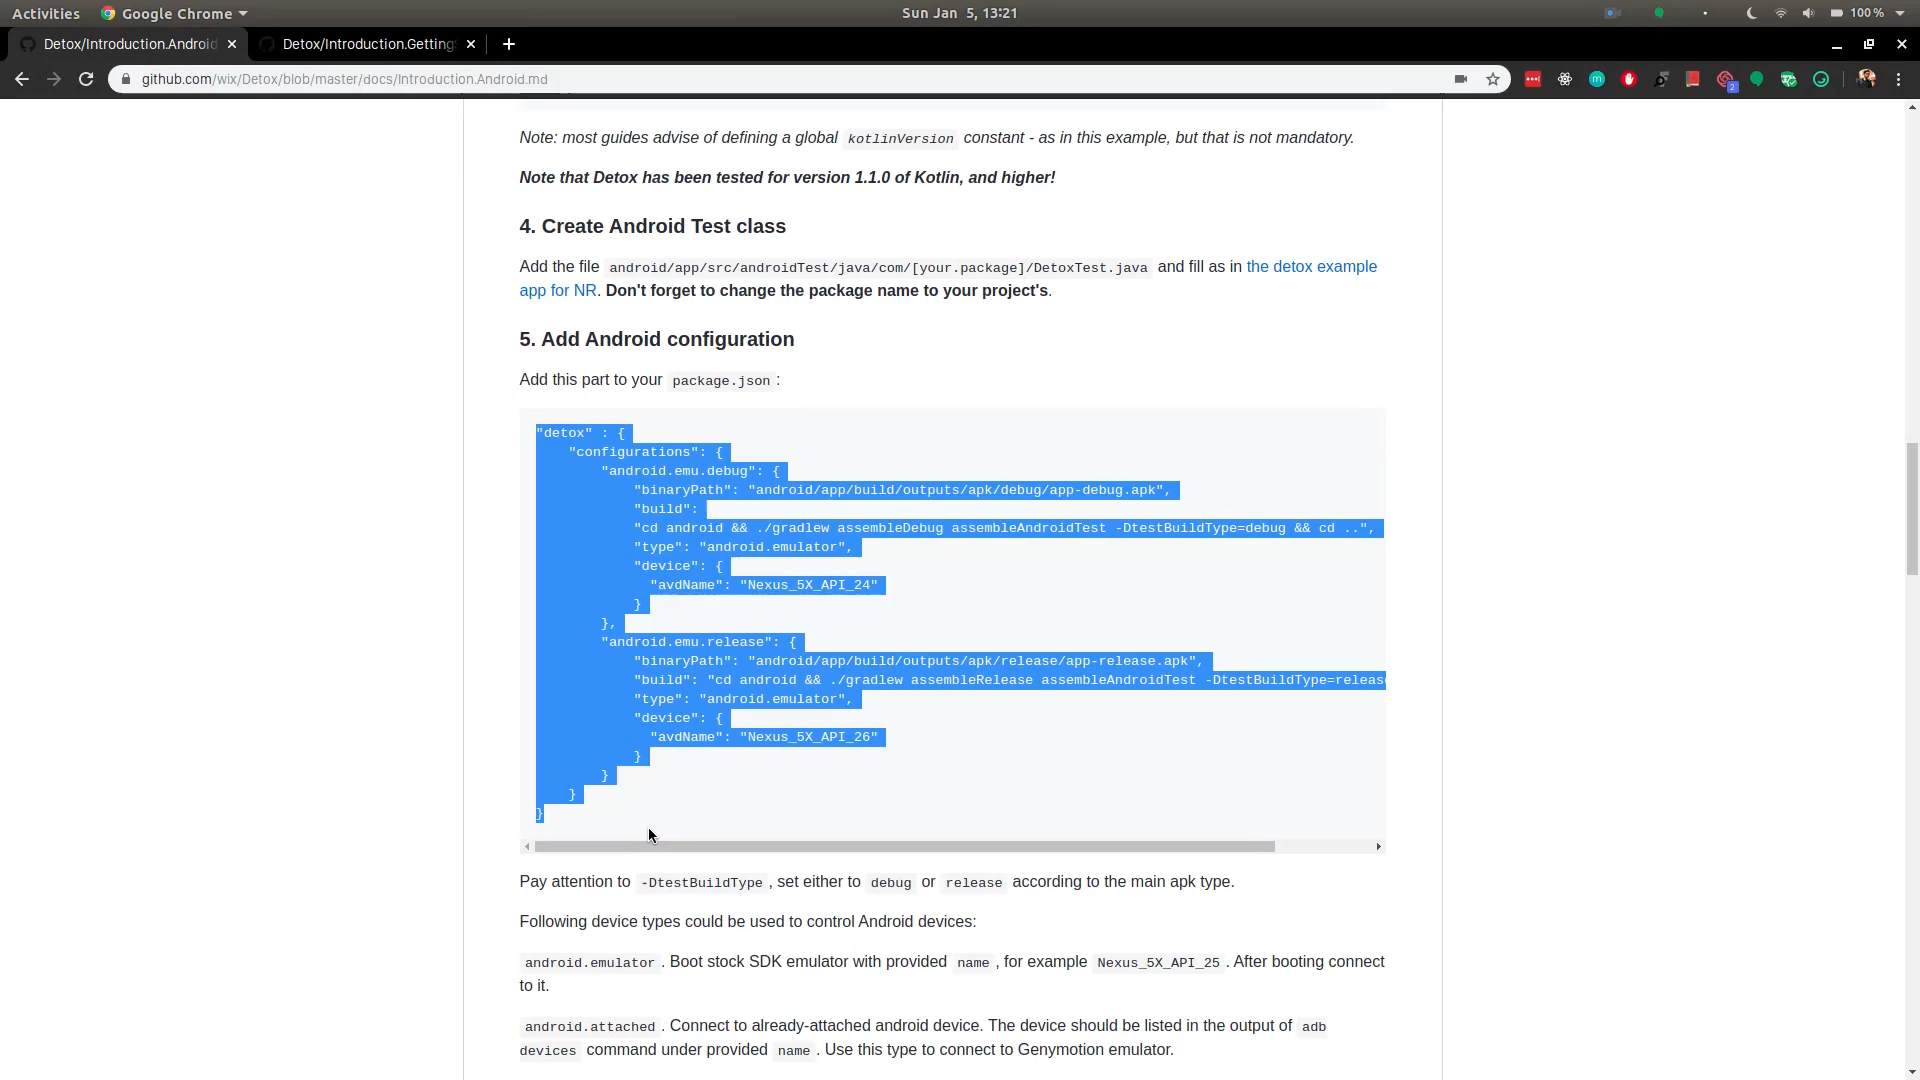 Activities
Google Chrome
Sun Jan 5, 13:21
100 %
Detox/Introduction.Android
Detox/Introduction.Getting
github.com/wix/Detox/blob/master/docs/Introduction.Android.md
2
Note: most guides advise of defining a global kotlinVersion constant - as in this example, but that is not mandatory.
Note that Detox has been tested for version 1.1.0 of Kotlin, and higher!
4. Create Android Test class
Add the file android/app/src/androidTest/java/com/[your.package]/DetoxTest.java and fill as in the detox example
app for NR. Don't forget to change the package name to your project's.
5. Add Android configuration
Add this part to your package.json:
"detox" : {
"configurations": {
"android.emu.debug": {
"binaryPath": "android/app/build/outputs/apk/debug/app-debug.apk",
"build":
"cd android && ./gradlew assembleDebug assembleAndroidTest -DtestBuildType=debug && cd ..",
"type": "android.emulator",
"device": {
"avdName": "Nexus_5X_API_24"
}
},
"android.emu.release": {
"binaryPath": "android/app/build/outputs/apk/release/app-release.apk",
"build": "cd android && ./gradlew assembleRelease assembleAndroidTest -DtestBuildType=release
"type": "android.emulator",
"device": {
"avdName": "Nexus_5X_API_26"
}
}
}
}
Pay attention to -DtestBuildType, set either to debug or release according to the main apk type.
Following device types could be used to control Android devices:
android.emulator. Boot stock SDK emulator with provided name, for example Nexus_5X_API_25. After booting connect
to it.
android.attached. Connect to already-attached android device. The device should be listed in the output of adb
devices command under provided name. Use this type to connect to Genymotion emulator.